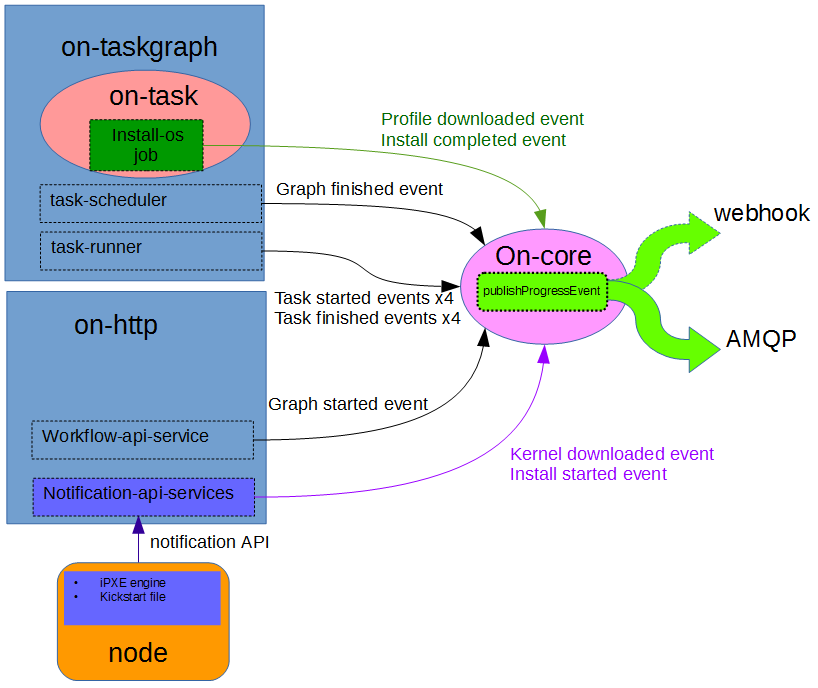 on-taskgraph
on-task
Install-os
job
task-scheduler
task-runner
Profile downloaded event
Install completed event
Graph finished event
Task started events x4
Task finished events x4
On-core
publishProgressEvent
webhook
AMQP
on-http
Workflow-api-service
Notification-api-services
Graph started event
Kernel downloaded event
Install started event
notification API
• iPXE engine
• Kickstart file
node